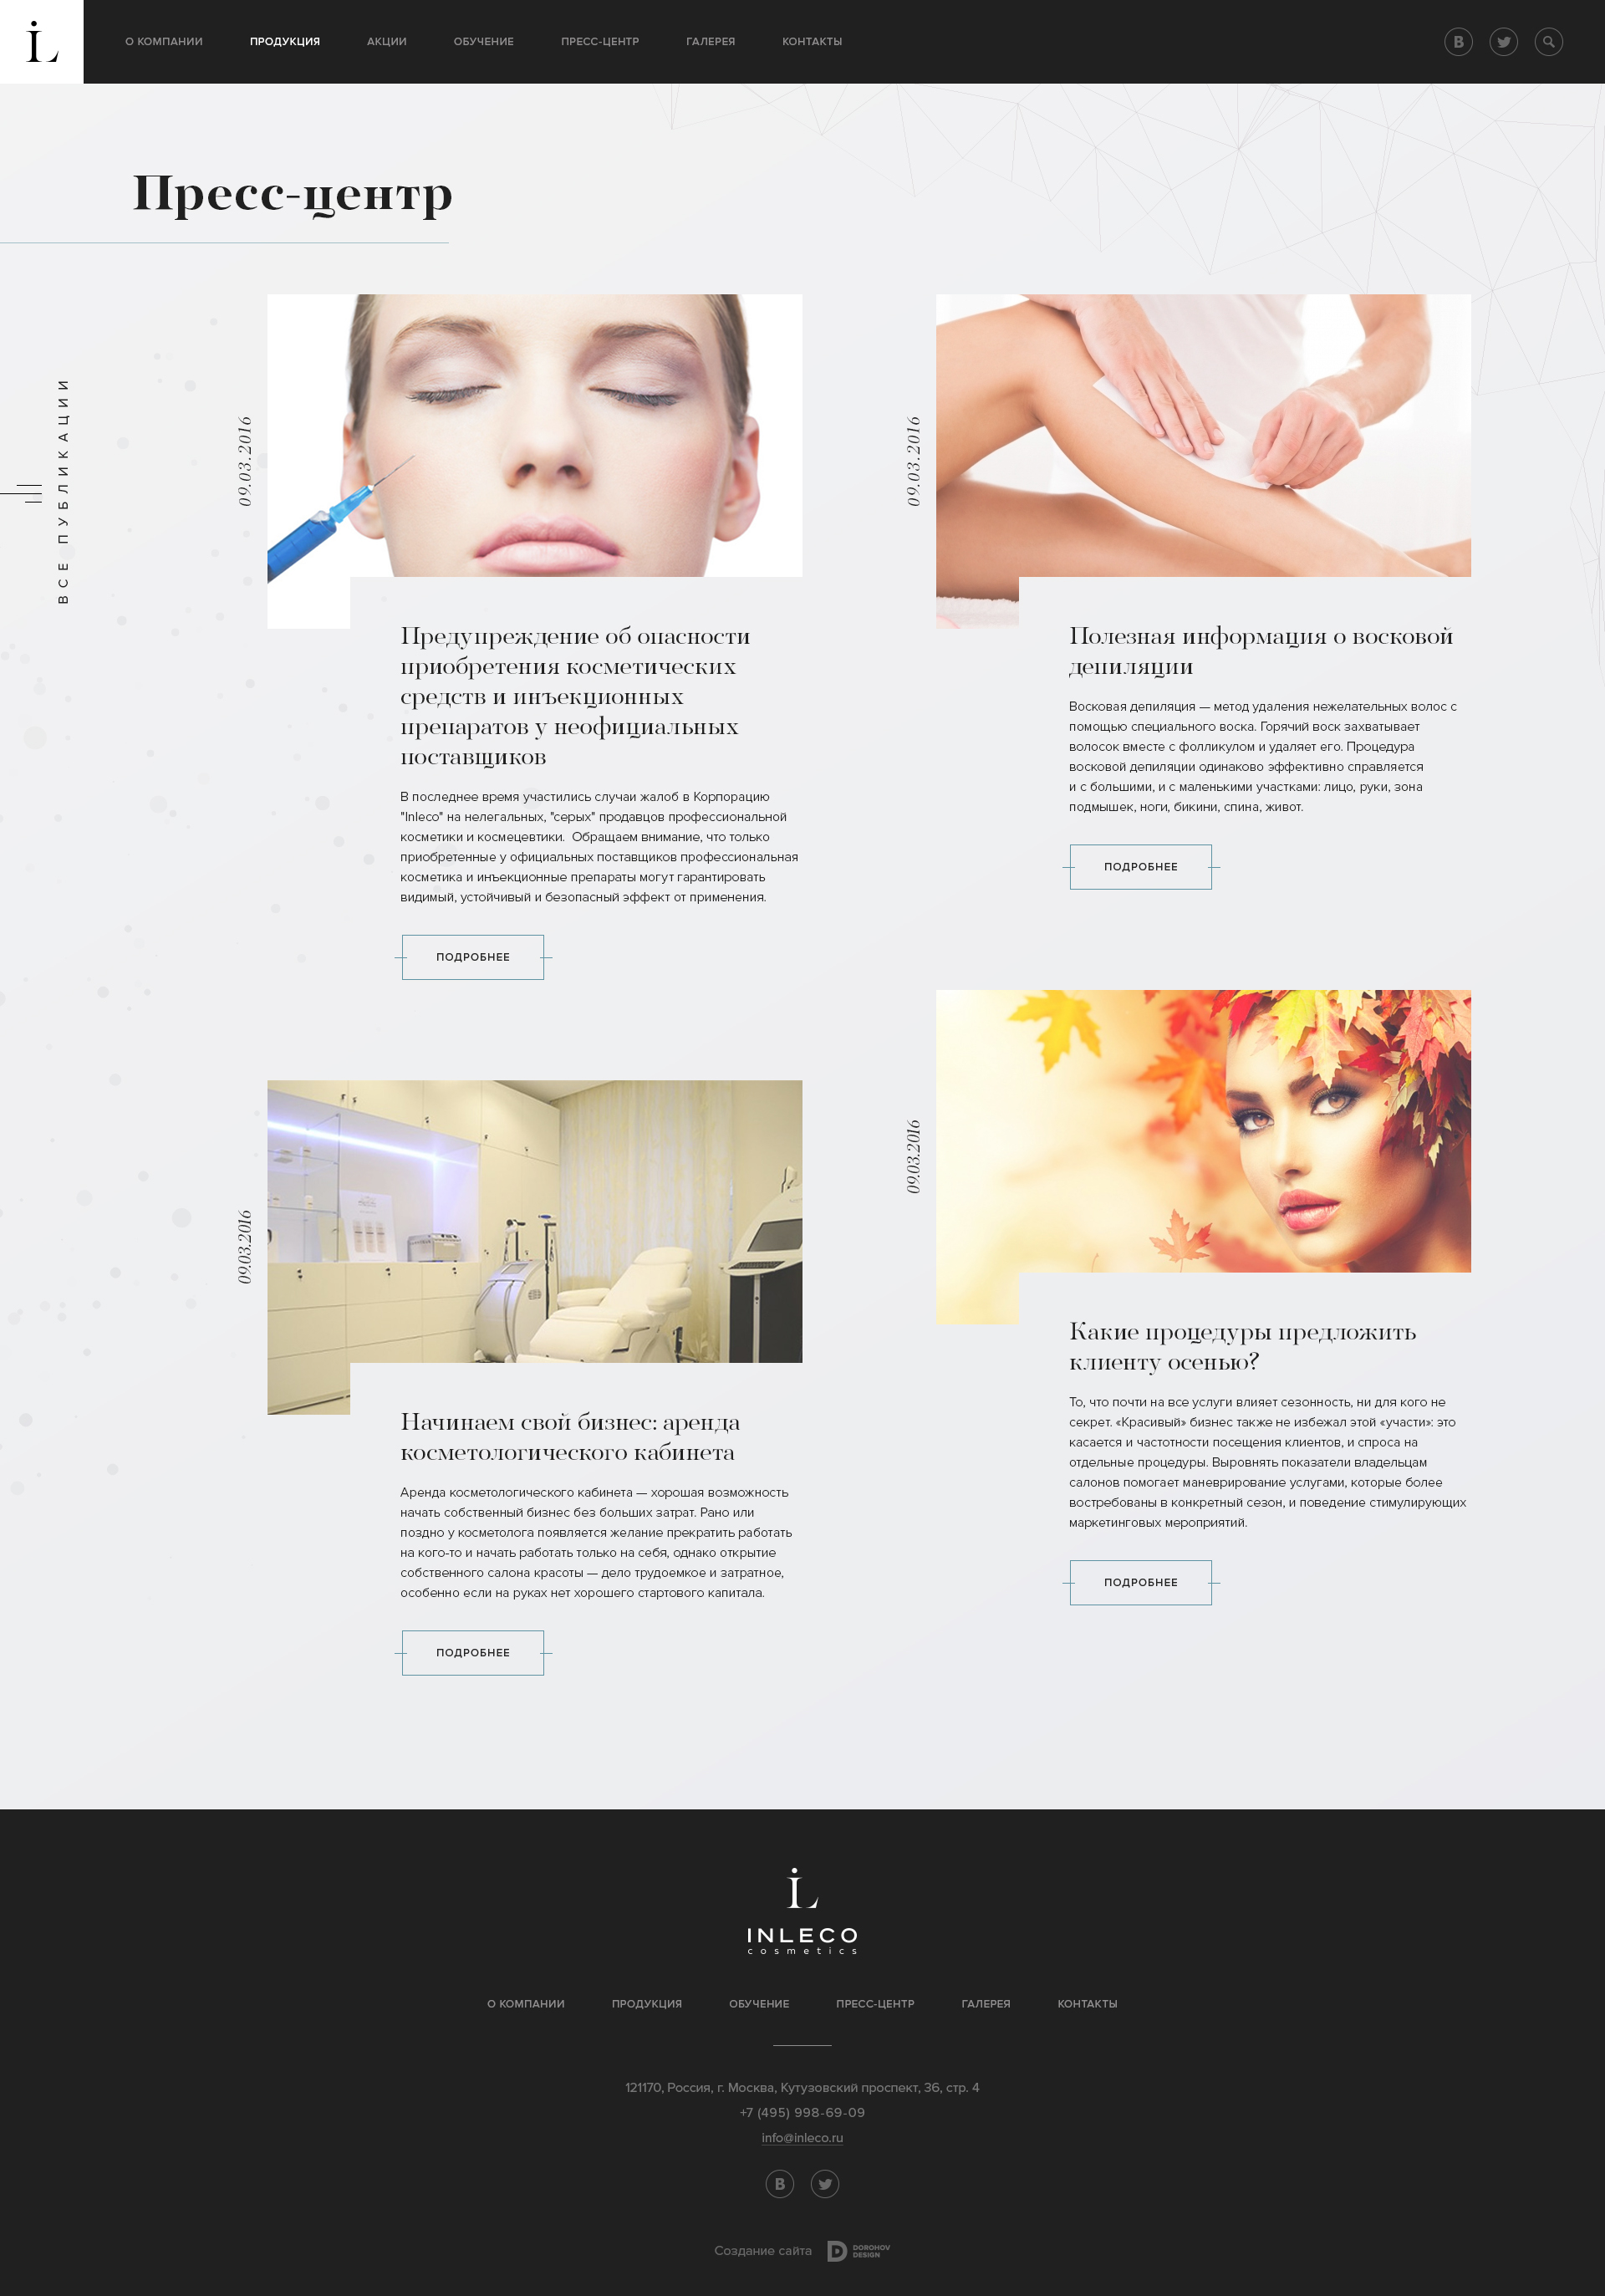 iL
О КОМПАНИИ ПРОДУКЦИЯ АКЦИИ ОБУЧЕНИЕ ПРЕСС-ЦЕНТР ГАЛЕРЕЯ КОНТАКТЫ
Пресс-центр
ВСЕ ПУБЛИКАЦИИ
09.03.2016
Предупреждение об опасности
приобретения косметических
средств и инъекционных
препаратов у неофициальных
поставщиков
В последнее время участились случаи жалоб в Корпорацию
"Inleco" на нелегальных, "серых" продавцов профессиональной
косметики и космецевтики. Обращаем внимание, что только
приобретенные у официальных поставщиков профессиональная
косметика и инъекционные препараты могут гарантировать
видимый, устойчивый и безопасный эффект от применения.
ПОДРОБНЕЕ
09.03.2016
Полезная информация о восковой
депиляции
Восковая депиляция — метод удаления нежелательных волос с
помощью специального воска. Горячий воск захватывает
волосок вместе с фолликулом и удаляет его. Процедура
восковой депиляции одинаково эффективно справляется
и с большими, и с маленькими участками: лицо, руки, зона
подмышек, ноги, бикини, спина, живот.
ПОДРОБНЕЕ
09.03.2016
Начинаем свой бизнес: аренда
косметологического кабинета
Аренда косметологического кабинета — хорошая возможность
начать собственный бизнес без больших затрат. Рано или
поздно у косметолога появляется желание прекратить работать
на кого-то и начать работать только на себя, однако открытие
собственного салона красоты — дело трудоемкое и затратное,
особенно если на руках нет хорошего стартового капитала.
ПОДРОБНЕЕ
09.03.2016
Какие процедуры предложить
клиенту осенью?
То, что почти на все услуги влияет сезонность, ни для кого не
секрет. «Красивый» бизнес также не избежал этой «участи»: это
касается и частотности посещения клиентов, и спроса на
отдельные процедуры. Выровнять показатели владельцам
салонов помогает маневрирование услугами, которые более
востребованы в конкретный сезон, и поведение стимулирующих
маркетинговых мероприятий.
ПОДРОБНЕЕ
iL
INLECO
cosmetics
О КОМПАНИИ ПРОДУКЦИЯ ОБУЧЕНИЕ ПРЕСС-ЦЕНТР ГАЛЕРЕЯ КОНТАКТЫ
121170, Россия, г. Москва, Кутузовский проспект, 36, стр. 4
+7 (495) 998-69-09
info@inleco.ru
Создание сайта DOROHOV
DESIGN